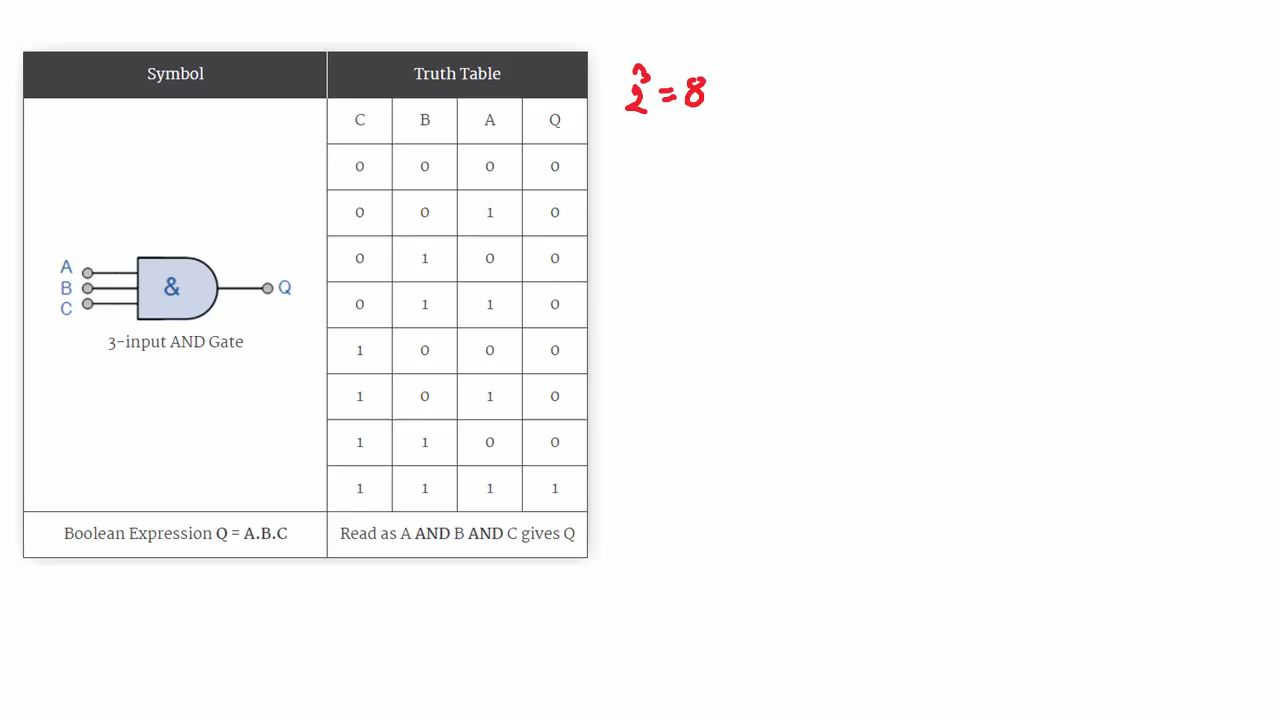 Symbol Truth Table
2³ = 8
C B A Q
0 0 0 0
0 0 1 0
0 1 0 0
0 1 1 0
1 0 0 0
1 0 1 0
1 1 0 0
1 1 1 1
A
B
C
&
Q
3-input AND Gate
Boolean Expression Q = A.B.C
Read as A AND B AND C gives Q